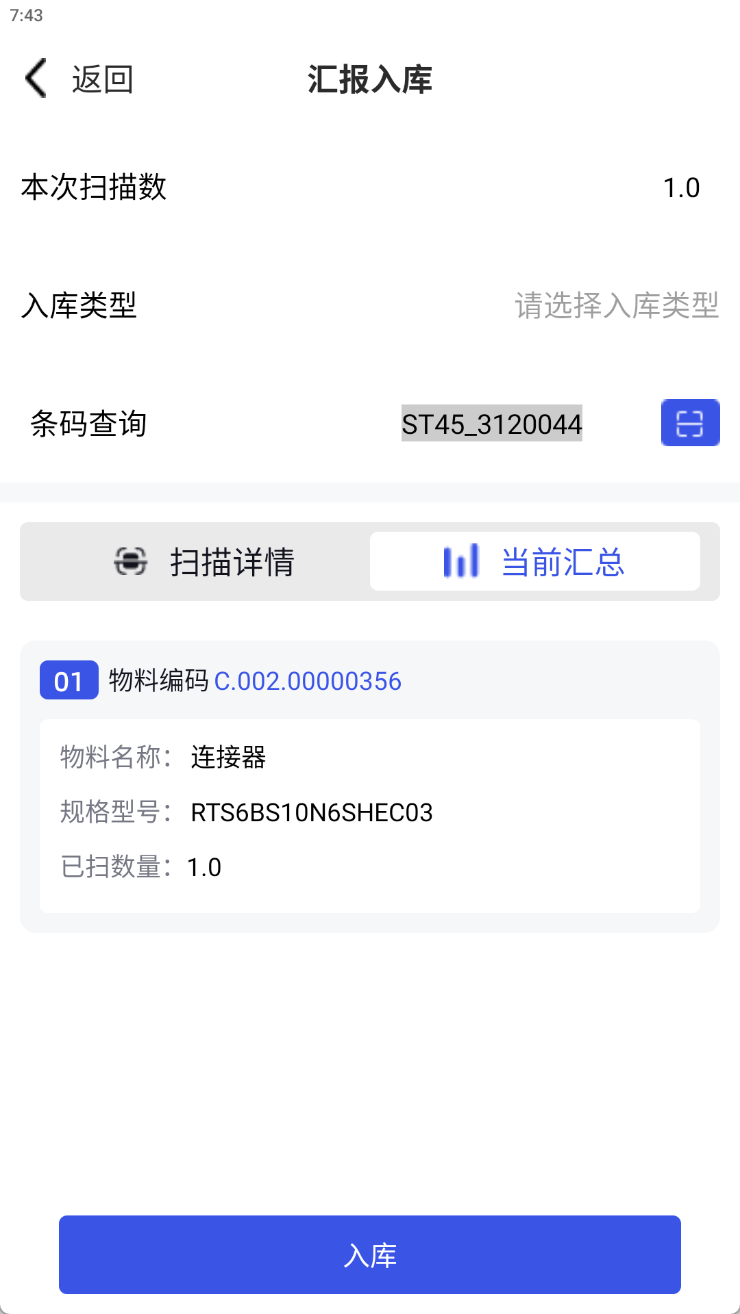 7:43
返回
汇报入库
本次扫描数 1.0
入库类型 请选择入库类型
条码查询 ST45_3120044
扫描详情 当前汇总
01 物料编码 C.002.00000356
物料名称： 连接器
规格型号： RTS6BS10N6SHEC03
已扫数量： 1.0
入库